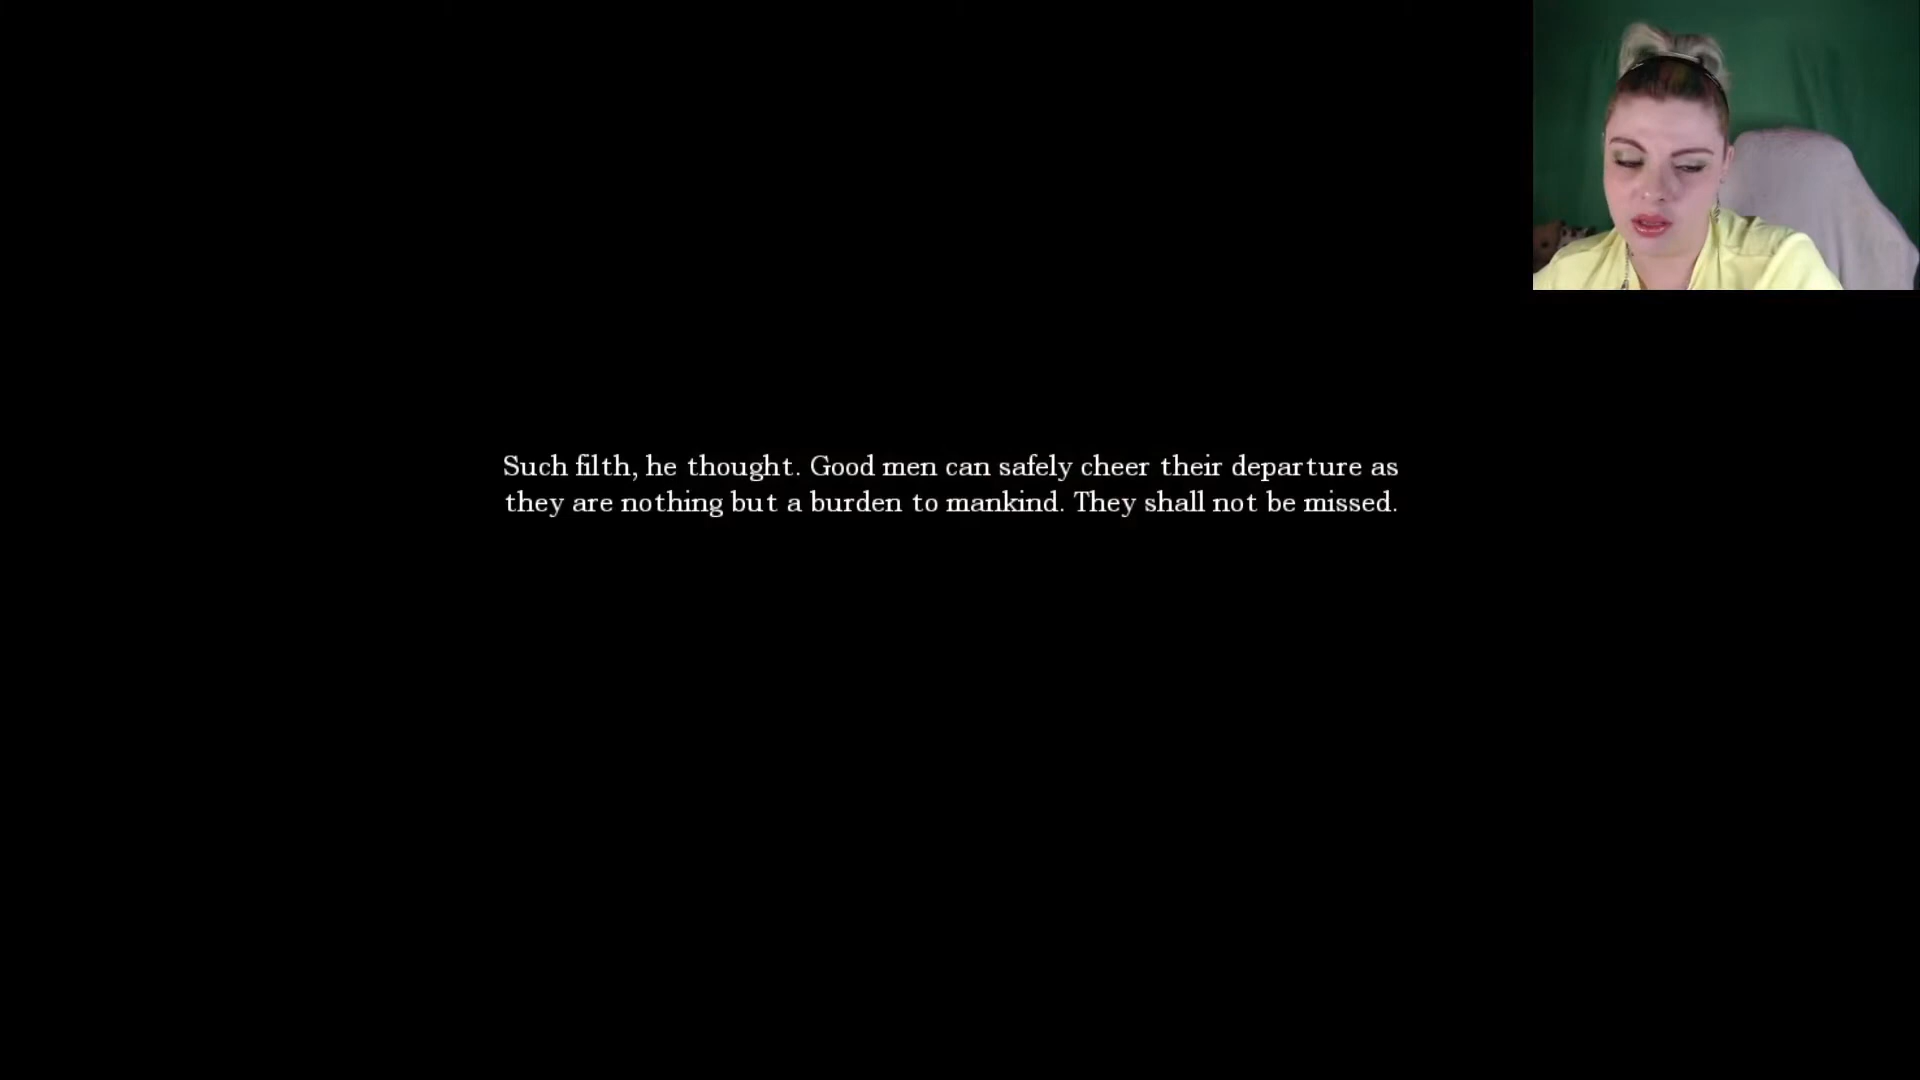 Such filth, he thought. Good men can safely cheer their departure as
they are nothing but a burden to mankind. They shall not be missed.